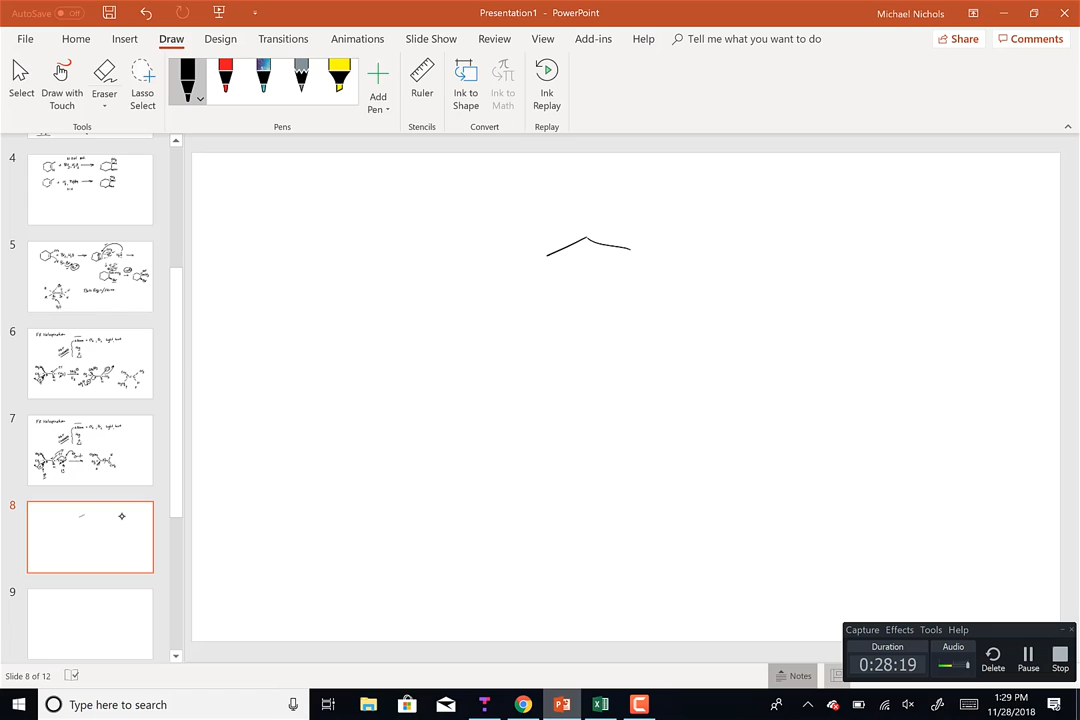 AutoSave Off
Presentation1 - PowerPoint
Michael Nichols
File Home Insert Draw Design Transitions Animations Slide Show Review View Add-ins Help Tell me what you want to do Share Comments
Select
Draw with Touch
Eraser
Lasso Select
Add Pen
Ruler
Ink to Shape
Ink to Math
Ink Replay
Tools Pens Stencils Convert Replay
4
5
6
7
8
9
Capture Effects Tools Help
Duration
0:28:19
Audio
Delete
Pause
Stop
Slide 8 of 12
Notes
Type here to search
1:29 PM
11/28/2018